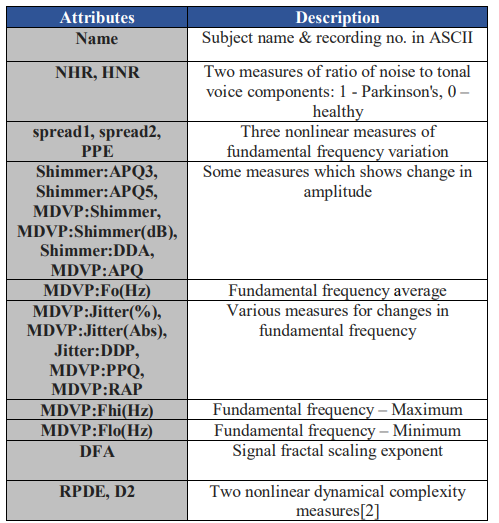 Attributes Description
Name Subject name & recording no. in ASCII
NHR, HNR Two measures of ratio of noise to tonal
voice components: 1 - Parkinson's, 0 –
healthy
spread1, spread2, Three nonlinear measures of
PPE fundamental frequency variation
Shimmer:APQ3, Some measures which shows change in
Shimmer:APQ5, amplitude
MDVP:Shimmer,
MDVP:Shimmer(dB),
Shimmer:DDA,
MDVP:APQ
MDVP:Fo(Hz) Fundamental frequency average
MDVP:Jitter(%), Various measures for changes in
MDVP:Jitter(Abs), fundamental frequency
Jitter:DDP,
MDVP:PPQ,
MDVP:RAP
MDVP:Fhi(Hz) Fundamental frequency – Maximum
MDVP:Flo(Hz) Fundamental frequency – Minimum
DFA Signal fractal scaling exponent
RPDE, D2 Two nonlinear dynamical complexity
measures[2]